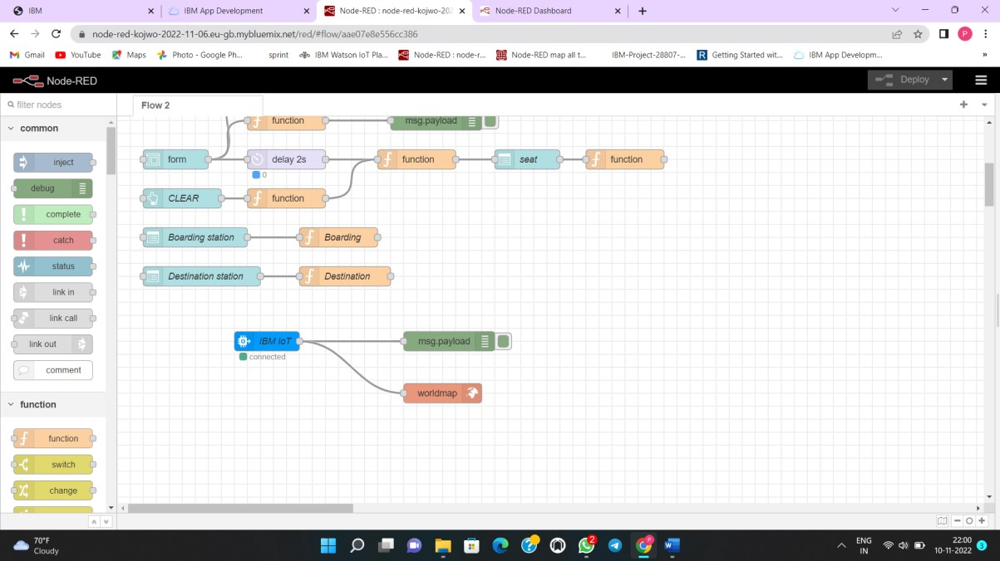 IBM
IBM App Development
Node-RED : node-red-kojwo-202
Node-RED Dashboard
node-red-kojwo-2022-11-06.eu-gb.mybluemix.net/red/#flow/aae07e8e556cc386
Gmail
YouTube
Maps
Photo - Google Ph...
sprint
IBM Watson IoT Pla...
Node-RED : node-r...
Node-RED map all t...
IBM-Project-28807-...
Getting Started wit...
IBM App Developm...
Node-RED
Deploy
filter nodes
Flow 2
common
inject
debug
complete
catch
status
link in
link call
link out
comment
function
function
switch
change
function
msg.payload
form
delay 2s
function
seat
function
0
CLEAR
function
Boarding station
Boarding
Destination station
Destination
IBM IoT
msg.payload
connected
worldmap
70°F
Cloudy
2
P
ENG
IN
22:00
10-11-2022
3